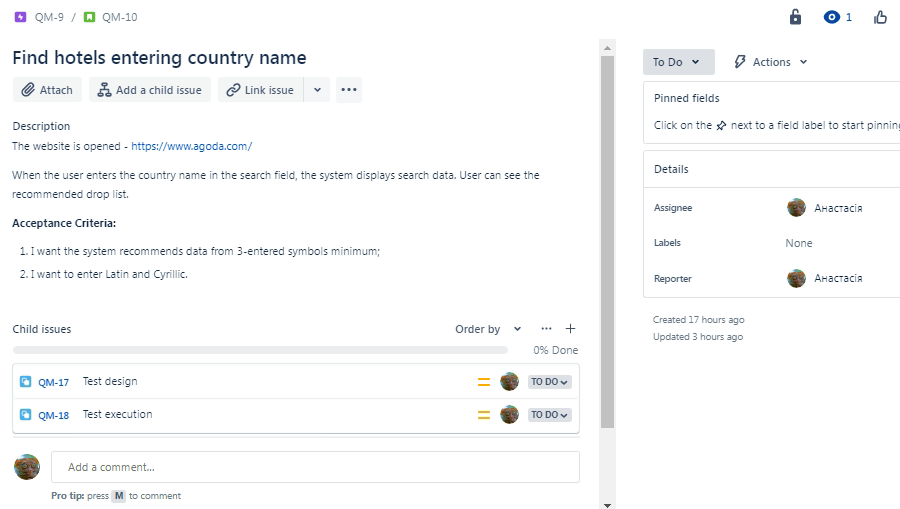 QM-9 / QM-10
1
Find hotels entering country name
Attach
Add a child issue
Link issue
Description
The website is opened - https://www.agoda.com/
When the user enters the country name in the search field, the system displays search data. User can see the
recommended drop list.
Acceptance Criteria:
1. I want the system recommends data from 3-entered symbols minimum;
2. I want to enter Latin and Cyrillic.
Child issues
Order by
0% Done
QM-17 Test design TO DO
QM-18 Test execution TO DO
Add a comment...
Pro tip: press M to comment
To Do
Actions
Pinned fields
Click on the next to a field label to start pinning
Details
Assignee Анастасія
Labels None
Reporter Анастасія
Created 17 hours ago
Updated 3 hours ago